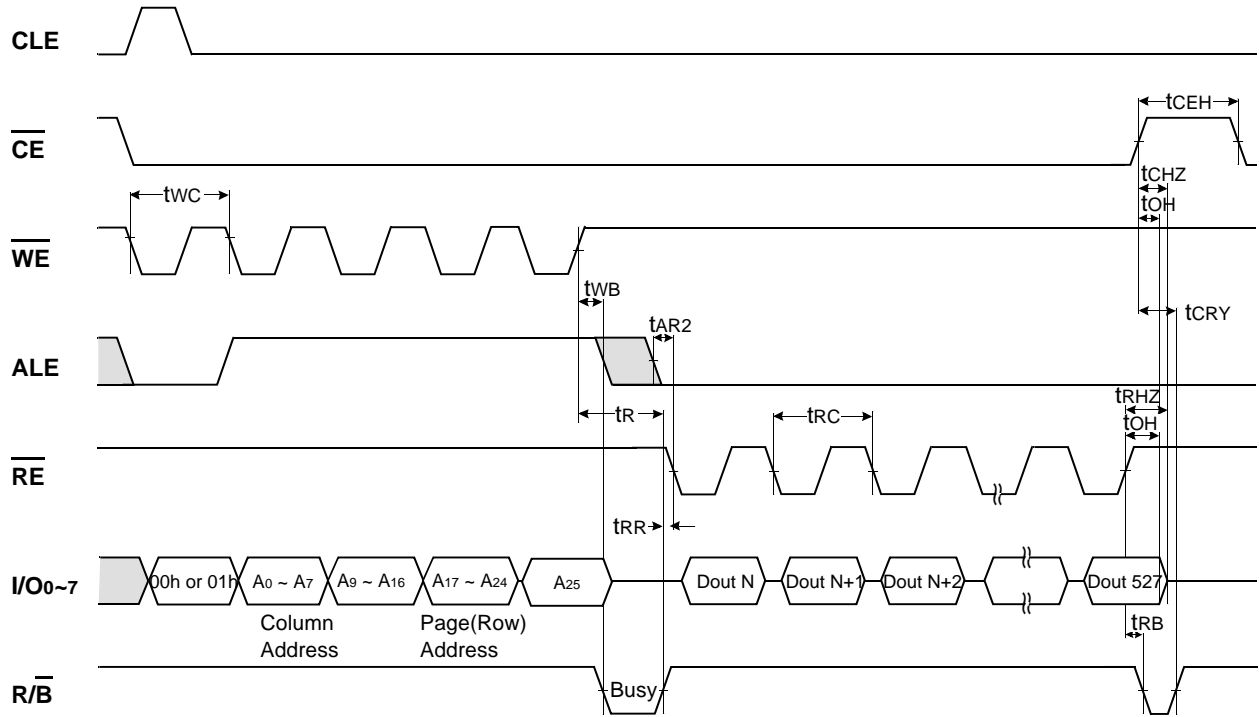 CLE
tCEH
CE
tCHZ
tWC
tOH
WE
tWB
tCRY
tAR2
ALE
tRHZ
tR
tRC
tOH
RE
tRR
I/O0~7
00h or 01h
A0 ~ A7
A9 ~ A16
A17 ~ A24
A25
Dout N
Dout N+1
Dout N+2
Dout 527
Column
Address
Page(Row)
Address
tRB
R/B
Busy